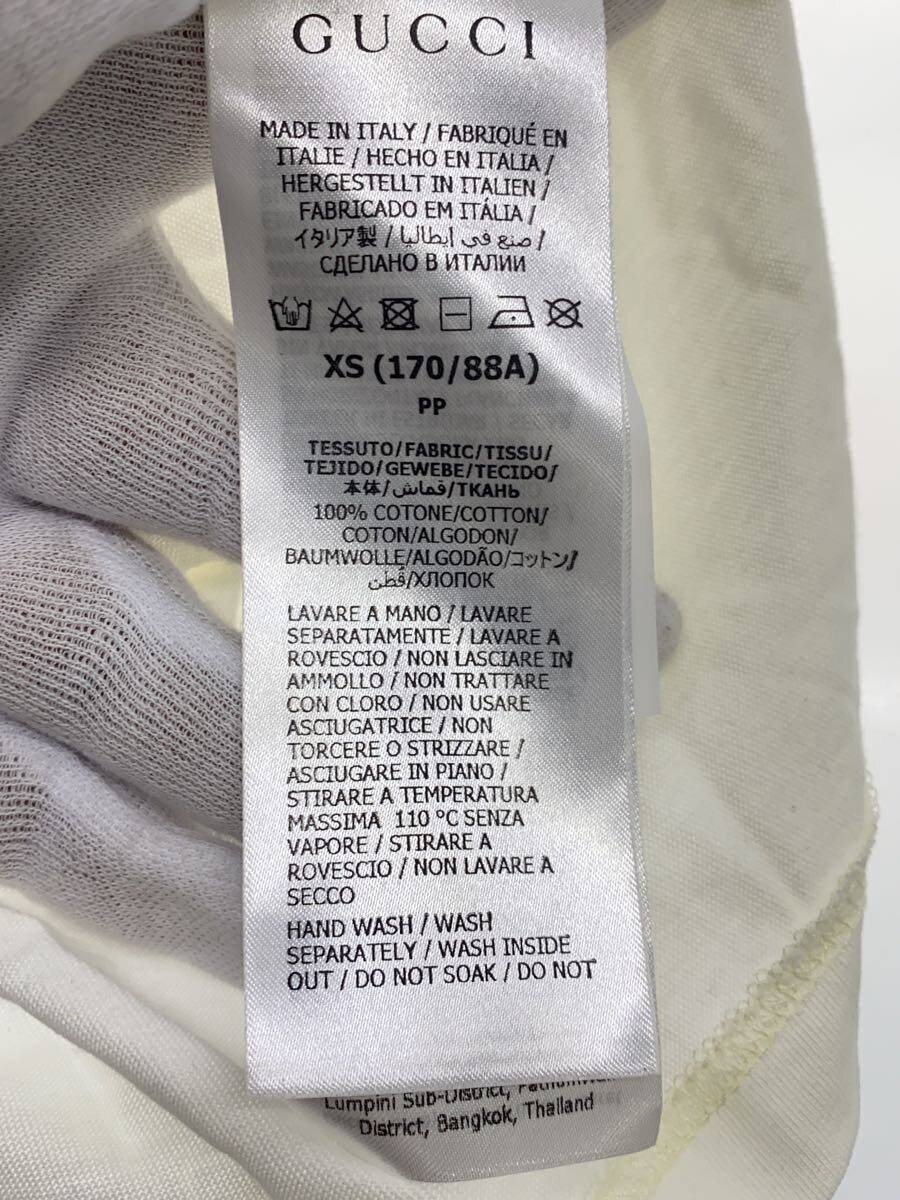 GUCCI
MADE IN ITALY / FABRIQUÉ EN
ITALIE / HECHO EN ITALIA /
HERGESTELLT IN ITALIEN /
FABRICADO EM ITÁLIA /
イタリア製 / صنع في ايطاليا /
СДЕЛАНО В ИТАЛИИ
XS (170/88A)
PP
TESSUTO/FABRIC/TISSU/
TEJIDO/GEWEBE/TECIDO/
本体/قماش/ТКАНЬ
100% COTONE/COTTON/
COTON/ALGODON/
BAUMWOLLE/ALGODÃO/コットン/
قطن/ХЛОПОК
LAVARE A MANO / LAVARE
SEPARATAMENTE / LAVARE A
ROVESCIO / NON LASCIARE IN
AMMOLLO / NON TRATTARE
CON CLORO / NON USARE
ASCIUGATRICE / NON
TORCERE O STRIZZARE /
ASCIUGARE IN PIANO /
STIRARE A TEMPERATURA
MASSIMA 110 °C SENZA
VAPORE / STIRARE A
ROVESCIO / NON LAVARE A
SECCO
HAND WASH / WASH
SEPARATELY / WASH INSIDE
OUT / DO NOT SOAK / DO NOT
Lumpini Sub-District,
District, Bangkok, Thailand